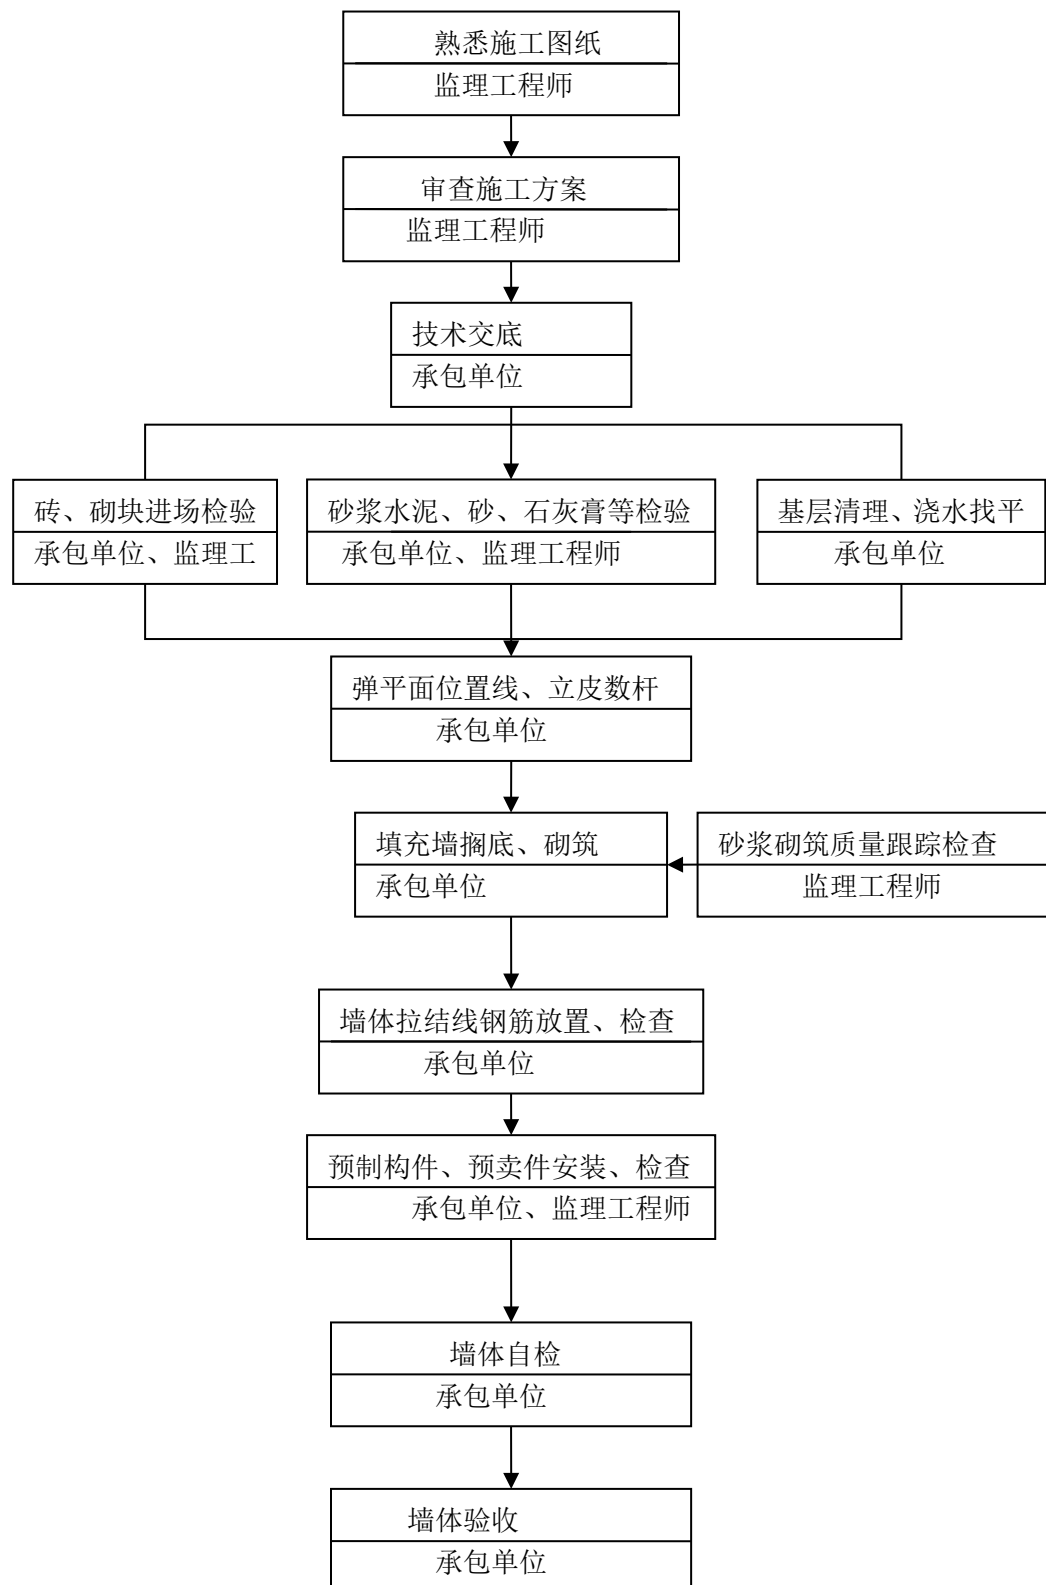 熟悉施工图纸
监理工程师
审查施工方案
监理工程师
技术交底
承包单位
砖、砌块进场检验
承包单位、监理工
砂浆水泥、砂、石灰膏等检验
承包单位、监理工程师
基层清理、浇水找平
承包单位
弹平面位置线、立皮数杆
承包单位
填充墙搁底、砌筑
承包单位
砂浆砌筑质量跟踪检查
监理工程师
墙体拉结线钢筋放置、检查
承包单位
预制构件、预卖件安装、检查
承包单位、监理工程师
墙体自检
承包单位
墙体验收
承包单位